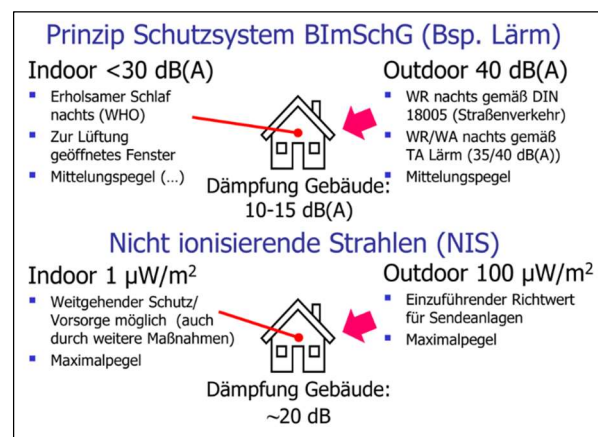 Prinzip Schutzsystem BImSchG (Bsp. Lärm)
Indoor <30 dB(A)
▪ Erholsamer Schlaf
nachts (WHO)
▪ Zur Lüftung
geöffnetes Fenster
▪ Mittelungspegel (...)
Outdoor 40 dB(A)
▪ WR nachts gemäß DIN
18005 (Straßenverkehr)
▪ WR/WA nachts gemäß
TA Lärm (35/40 dB(A))
▪ Mittelungspegel
Dämpfung Gebäude:
10-15 dB(A)
Nicht ionisierende Strahlen (NIS)
Indoor 1 µW/m²
▪ Weitgehender Schutz/
Vorsorge möglich (auch
durch weitere Maßnahmen)
▪ Maximalpegel
Outdoor 100 µW/m²
▪ Einzuführender Richtwert
für Sendeanlagen
▪ Maximalpegel
Dämpfung Gebäude:
~20 dB